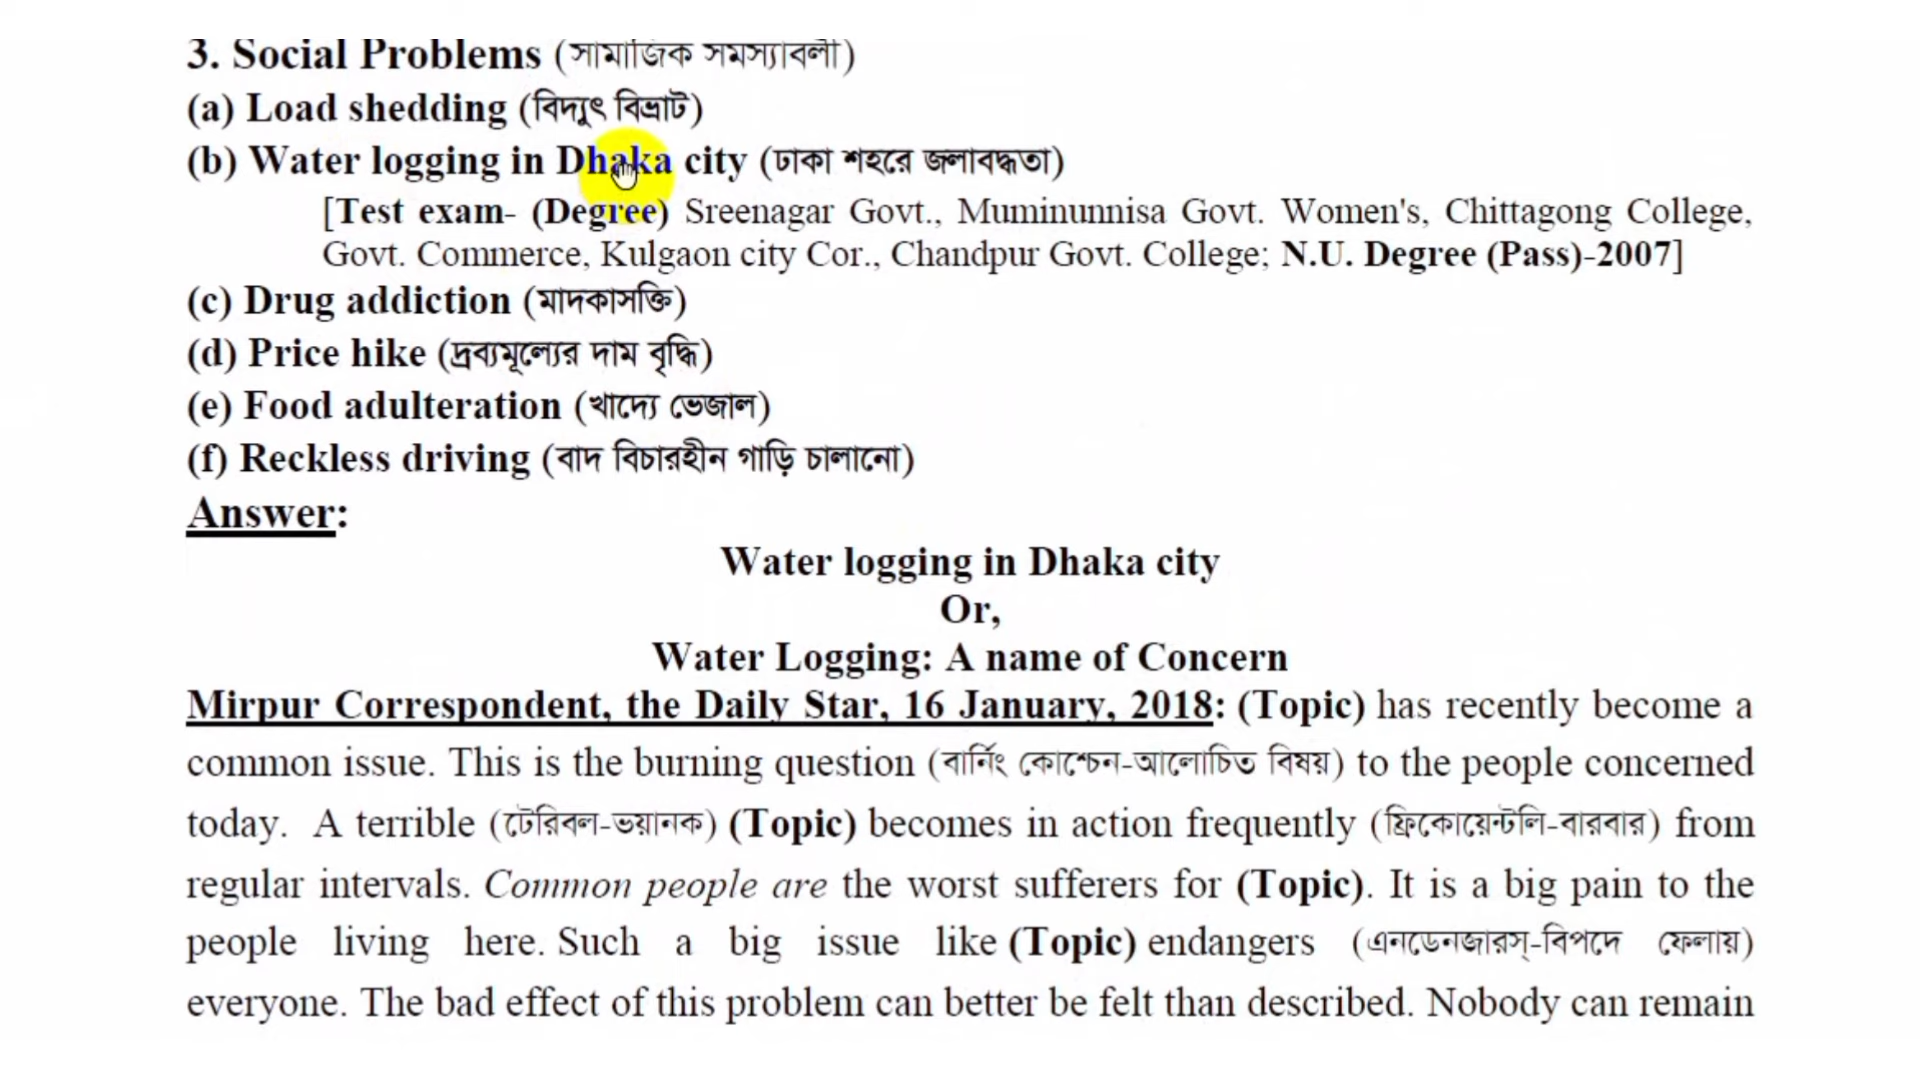 3. Social Problems (সামাজিক সমস্যাবলী)
(a) Load shedding (বিদ্যুৎ বিভ্রাট)
(b) Water logging in Dhaka city (ঢাকা শহরে জলাবদ্ধতা)
[Test exam- (Degree) Sreenagar Govt., Muminunnisa Govt. Women's, Chittagong College,
Govt. Commerce, Kulgaon city Cor., Chandpur Govt. College; N.U. Degree (Pass)-2007]
(c) Drug addiction (মাদকাসক্তি)
(d) Price hike (দ্রব্যমূল্যের দাম বৃদ্ধি)
(e) Food adulteration (খাদ্যে ভেজাল)
(f) Reckless driving (বাদ বিচারহীন গাড়ি চালানো)
Answer:
Water logging in Dhaka city
Or,
Water Logging: A name of Concern
Mirpur Correspondent, the Daily Star, 16 January, 2018: (Topic) has recently become a
common issue. This is the burning question (বার্নিং কোশ্চেন-আলোচিত বিষয়) to the people concerned
today. A terrible (টেরিবল-ভয়ানক) (Topic) becomes in action frequently (ফ্রিকোয়েন্টলি-বারবার) from
regular intervals. Common people are the worst sufferers for (Topic). It is a big pain to the
people living here. Such a big issue like (Topic) endangers (এনডেনজারস্-বিপদে ফেলায়)
everyone. The bad effect of this problem can better be felt than described. Nobody can remain